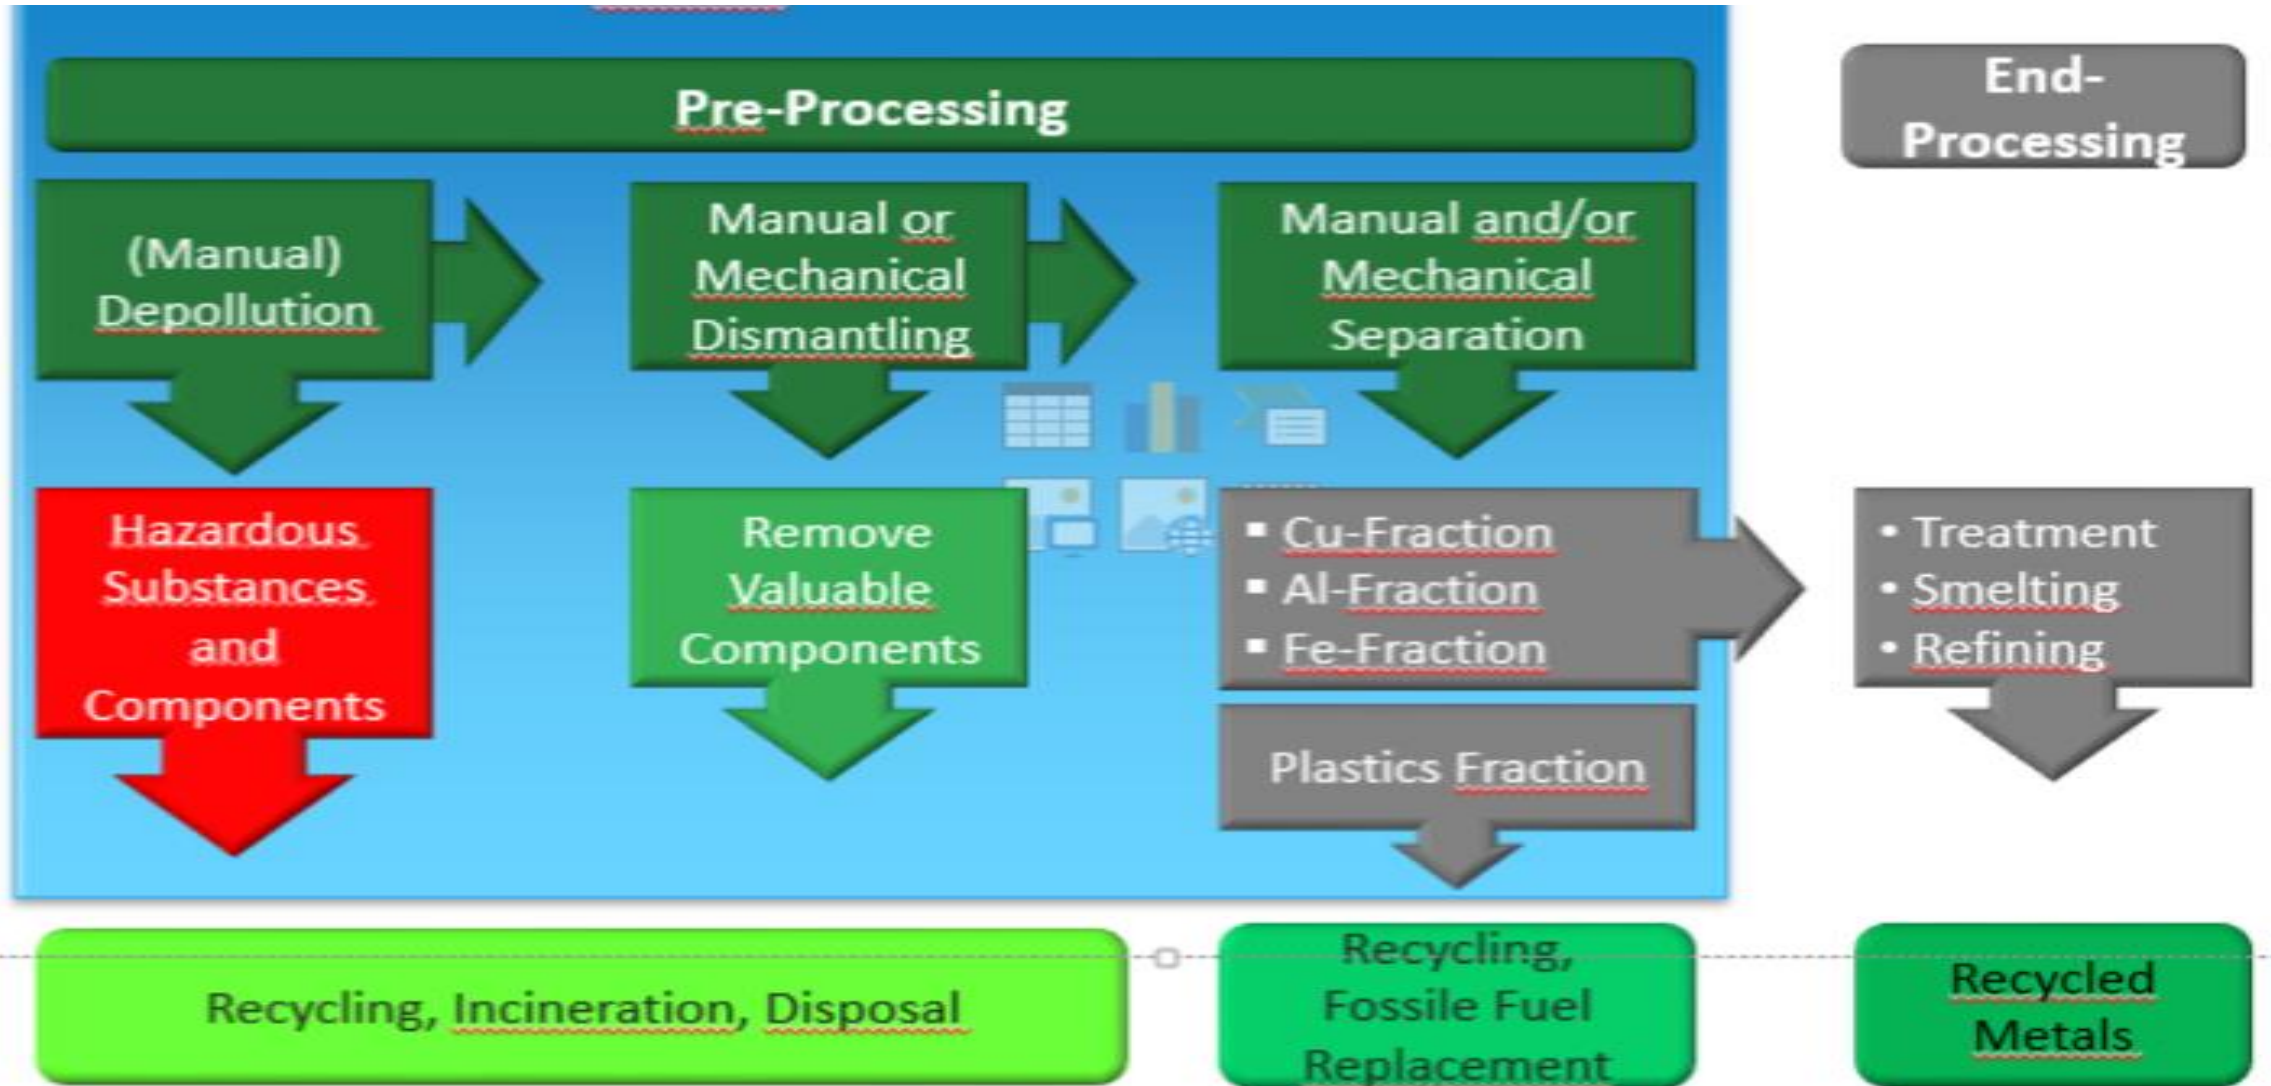 Pre-Processing
End-
Processing
(Manual)
Depollution
Manual or
Mechanical
Dismantling
Manual and/or
Mechanical
Separation
Hazardous
Substances
and
Components
Remove
Valuable
Components
▪ Cu-Fraction
▪ Al-Fraction
▪ Fe-Fraction
• Treatment
• Smelting
• Refining
Plastics Fraction
Recycling, Incineration, Disposal
Recycling,
Fossile Fuel
Replacement
Recycled
Metals